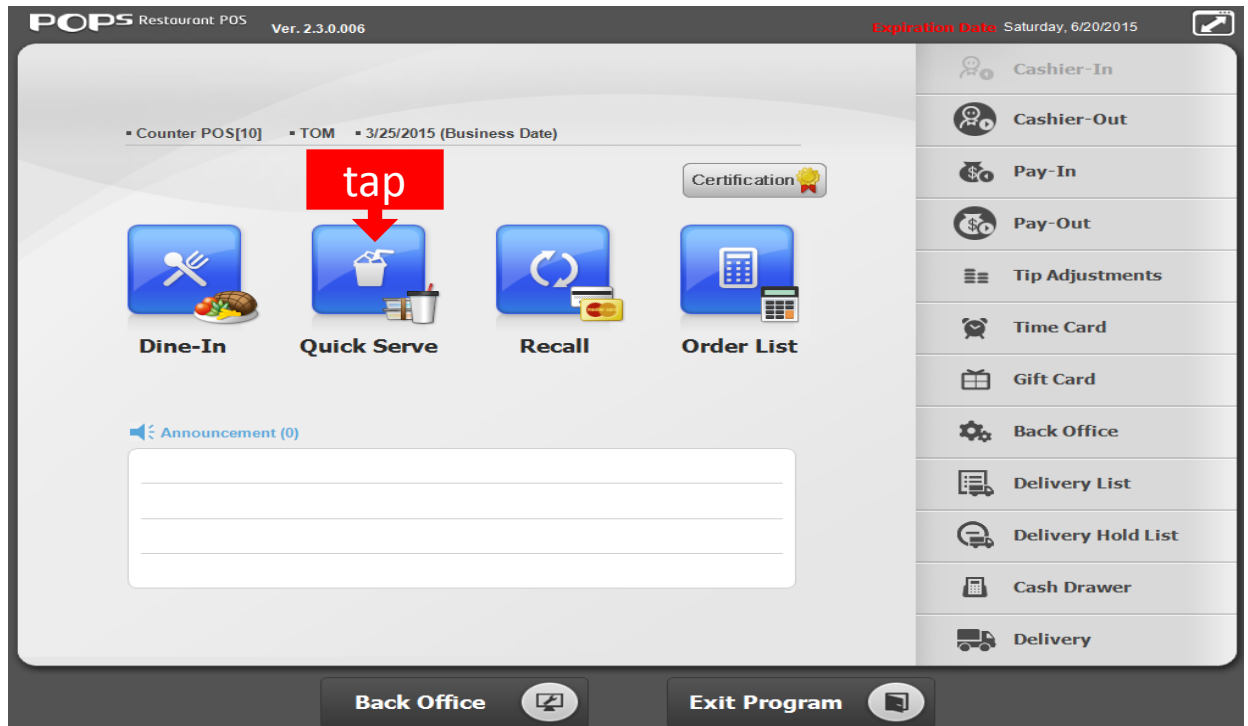 POPS Restaurant POS Ver. 2.3.0.006
Expiration Date Saturday, 6/20/2015
▪ Counter POS[10] ▪ TOM ▪ 3/25/2015 (Business Date)
tap
Certification
Dine-In
Quick Serve
Recall
Order List
Announcement (0)
Cashier-In
Cashier-Out
Pay-In
Pay-Out
Tip Adjustments
Time Card
Gift Card
Back Office
Delivery List
Delivery Hold List
Cash Drawer
Delivery
Back Office
Exit Program